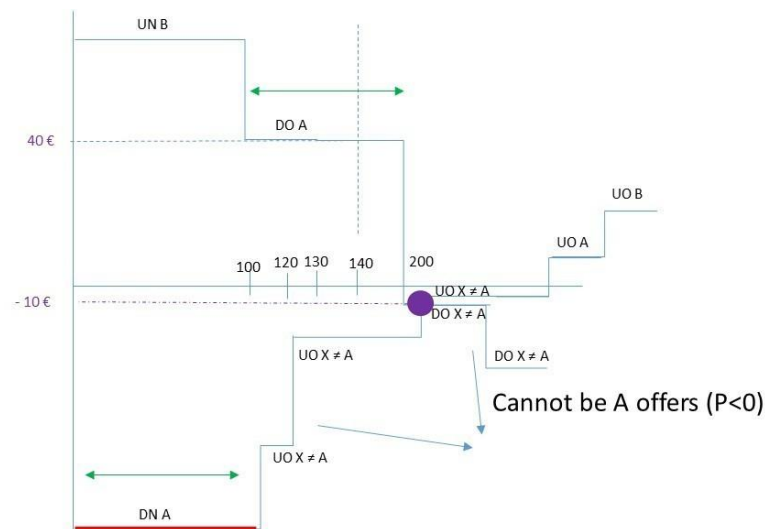 UN B
DO A
40 €
UO B
UO A
100
120
130
140
200
UO X ≠ A
- 10 €
DO X ≠ A
UO X ≠ A
DO X ≠ A
Cannot be A offers (P<0)
UO X ≠ A
DN A